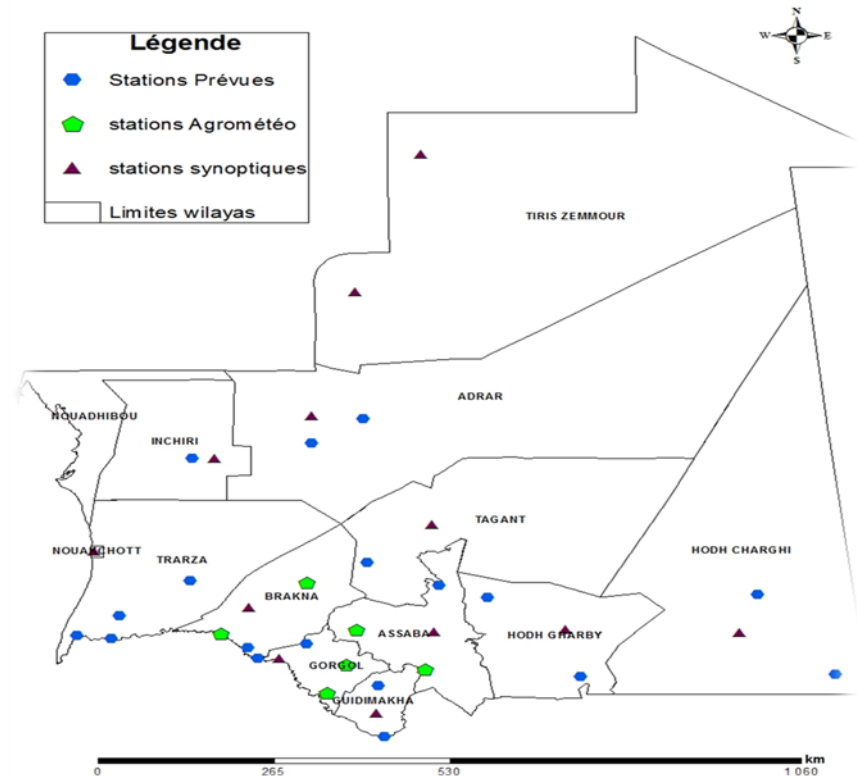 N
W E
S
Légende
Stations Prévues
stations Agrométéo
stations synoptiques
Limites wilayas
TIRIS ZEMMOUR
ADRAR
NOUADHIBOU
INCHIRI
TAGANT
NOUAKCHOTT
TRARZA
HODH CHARGHI
BRAKNA
ASSABA
HODH GHARBY
GORGOL
GUIDIMAKHA
km
0 265 530 1 060